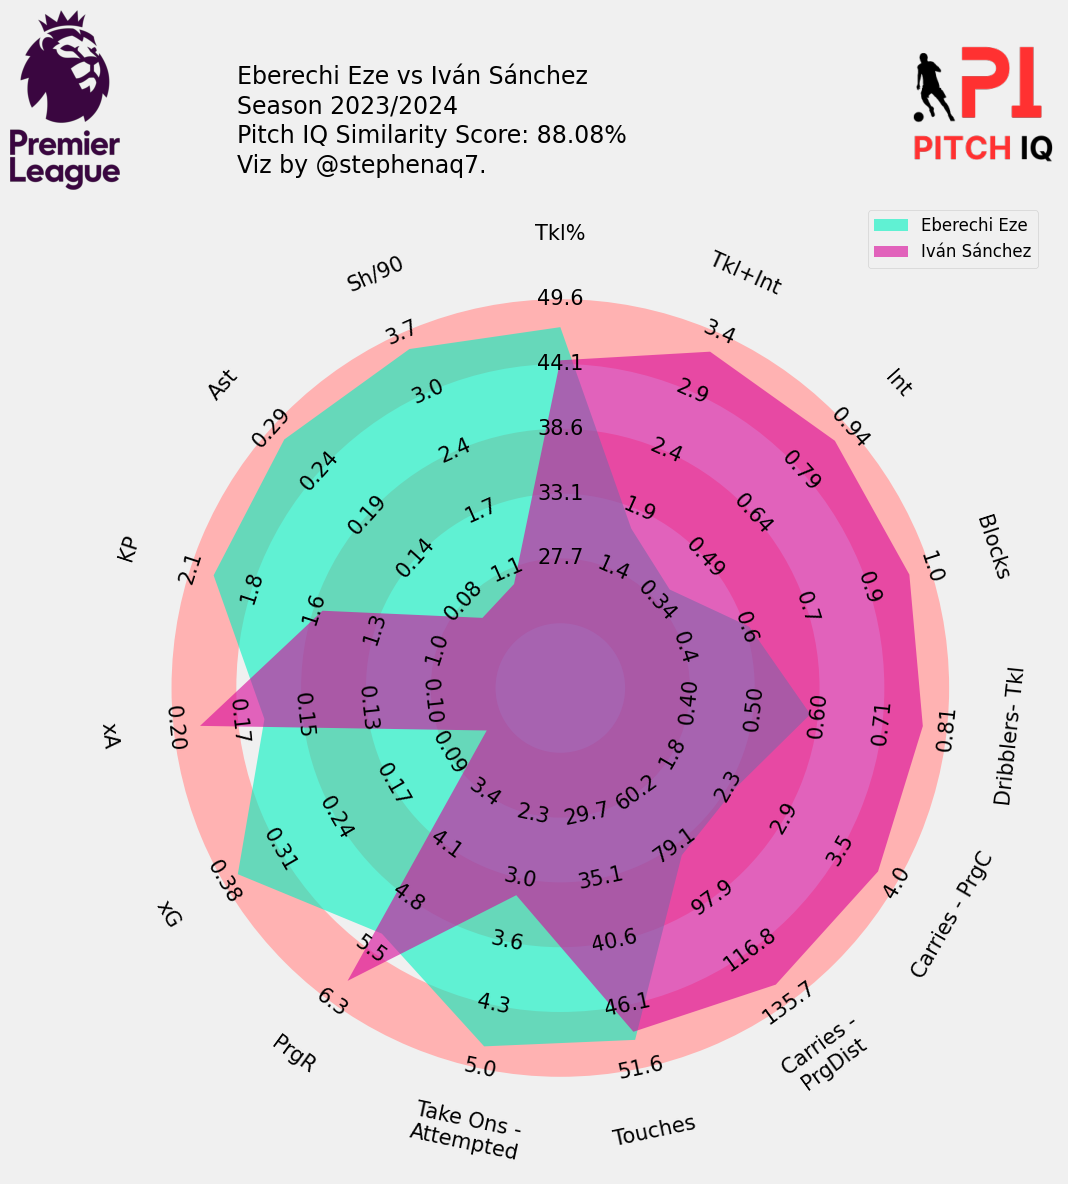 Premier
League
Eberechi Eze vs Iván Sánchez
Season 2023/2024
Pitch IQ Similarity Score: 88.08%
Viz by @stephenaq7.
PI
PITCH IQ
Eberechi Eze
Iván Sánchez
Tkl%
49.6
44.1
38.6
33.1
27.7
Tkl+Int
3.4
2.9
2.4
1.9
1.4
Int
0.94
0.79
0.64
0.49
0.34
Blocks
1.0
0.9
0.7
0.6
0.4
Dribblers- Tkl
0.81
0.71
0.60
0.50
0.40
Carries - PrgC
4.0
3.5
2.9
2.3
1.8
Carries -
PrgDist
135.7
116.8
97.9
79.1
60.2
Touches
51.6
46.1
40.6
35.1
29.7
Take Ons -
Attempted
5.0
4.3
3.6
3.0
2.3
PrgR
6.3
5.5
4.8
4.1
3.4
xG
0.38
0.31
0.24
0.17
0.09
xA
0.20
0.17
0.15
0.13
0.10
KP
2.1
1.8
1.6
1.3
1.0
Ast
0.29
0.24
0.19
0.14
0.08
Sh/90
3.7
3.0
2.4
1.7
1.1